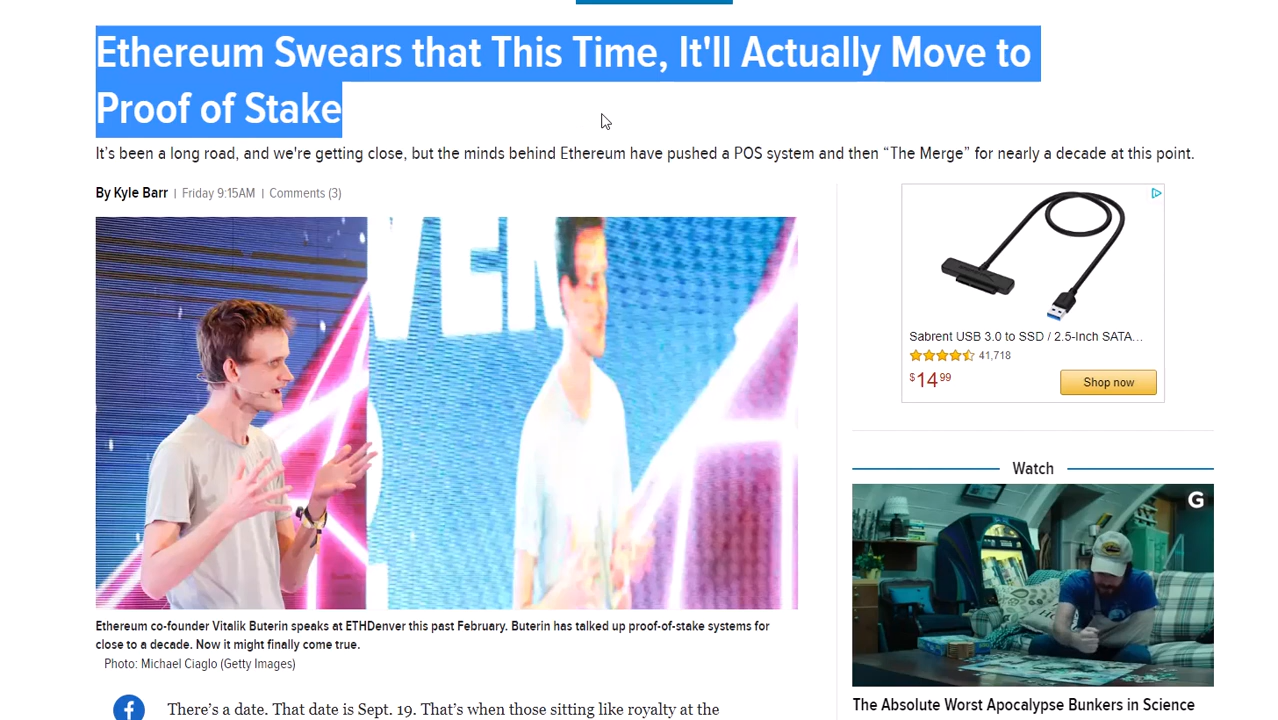 Ethereum Swears that This Time, It'll Actually Move to
Proof of Stake
It's been a long road, and we're getting close, but the minds behind Ethereum have pushed a POS system and then “The Merge” for nearly a decade at this point.
By Kyle Barr | Friday 9:15AM | Comments (3)
VEN
Ethereum co-founder Vitalik Buterin speaks at ETHDenver this past February. Buterin has talked up proof-of-stake systems for
close to a decade. Now it might finally come true.
Photo: Michael Ciaglo (Getty Images)
There's a date. That date is Sept. 19. That's when those sitting like royalty at the
Sabrent USB 3.0 to SSD / 2.5-Inch SATA...
41,718
$14 99
Shop now
Watch
G
The Absolute Worst Apocalypse Bunkers in Science